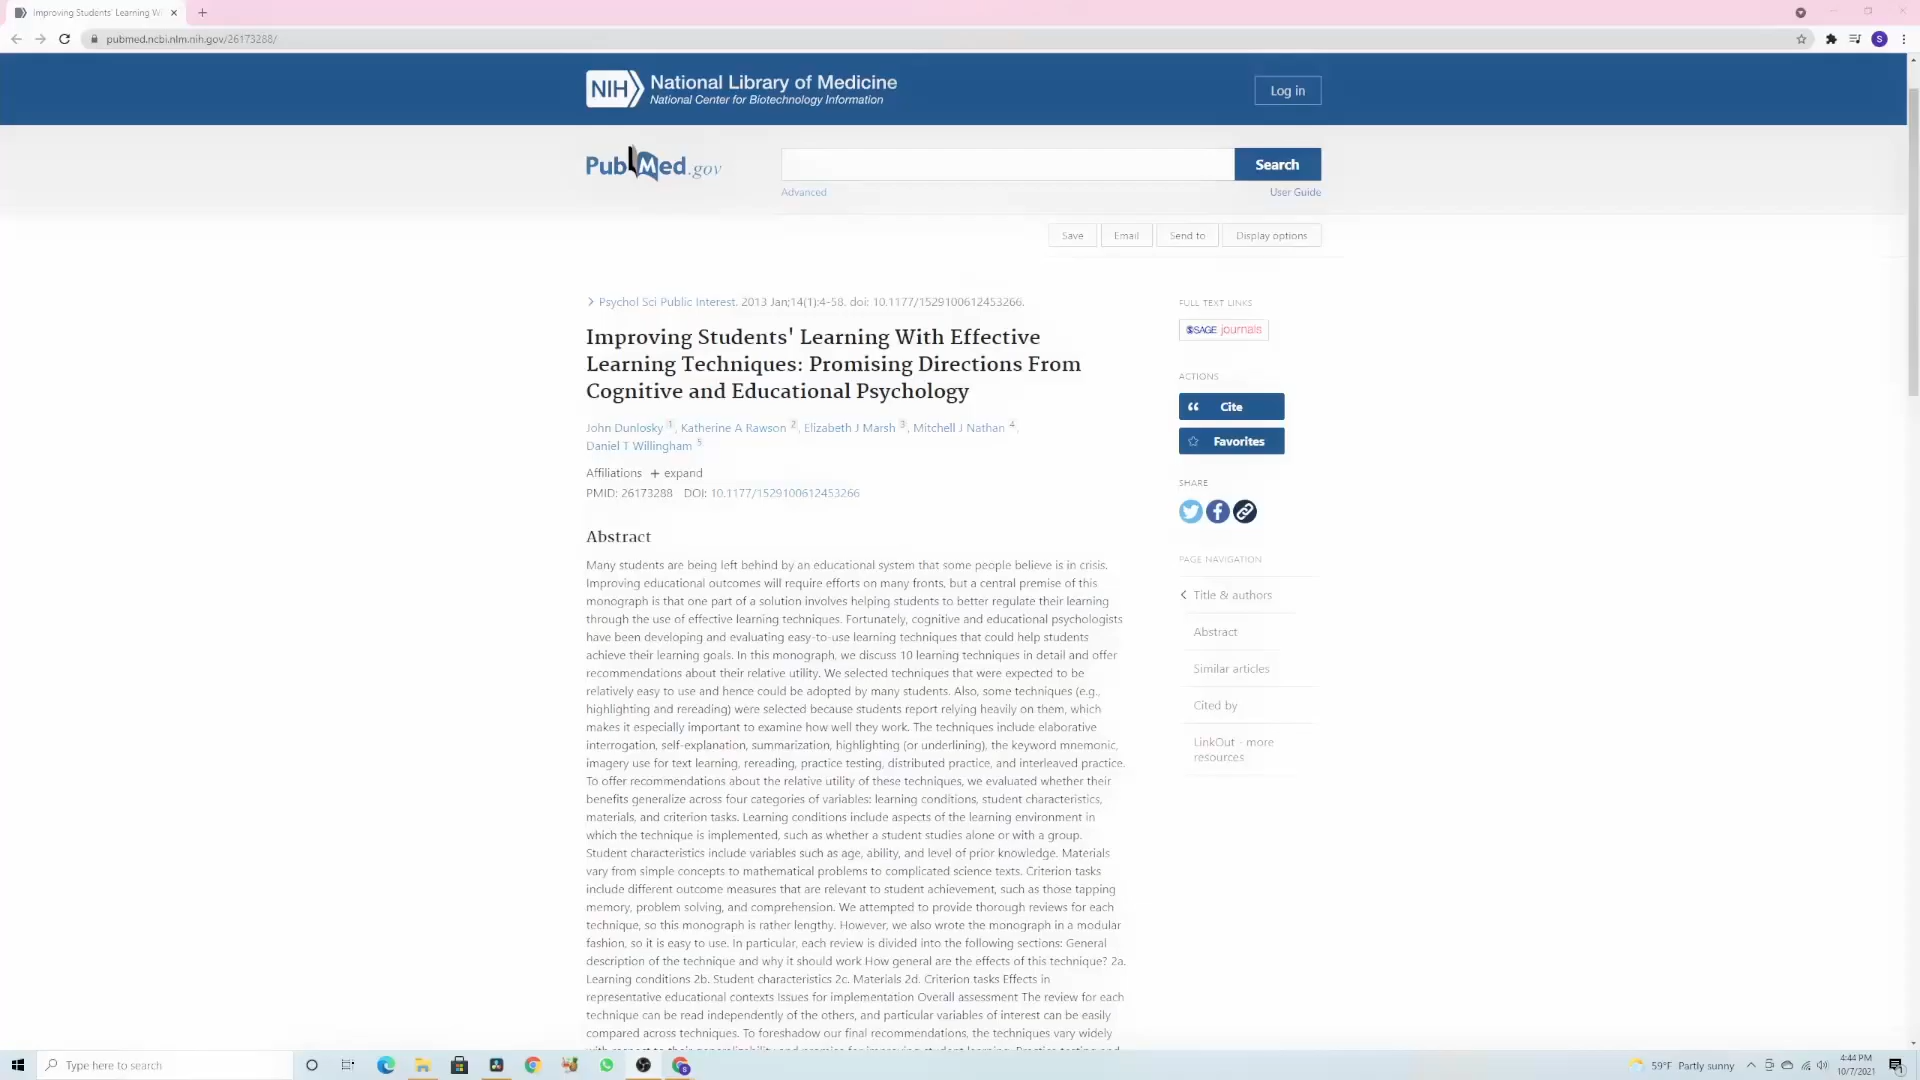 Improving Students' Learning Wi
pubmed.ncbi.nlm.nih.gov/26173288/
S
NIH National Library of Medicine
National Center for Biotechnology Information
Log in
PubMed.gov
Search
Advanced
User Guide
Save
Email
Send to
Display options
Psychol Sci Public Interest. 2013 Jan;14(1):4-58. doi: 10.1177/1529100612453266.
Improving Students' Learning With Effective
Learning Techniques: Promising Directions From
Cognitive and Educational Psychology
John Dunlosky 1, Katherine A Rawson 2, Elizabeth J Marsh 3, Mitchell J Nathan 4,
Daniel T Willingham 5
Affiliations + expand
PMID: 26173288 DOI: 10.1177/1529100612453266
Abstract
Many students are being left behind by an educational system that some people believe is in crisis.
Improving educational outcomes will require efforts on many fronts, but a central premise of this
monograph is that one part of a solution involves helping students to better regulate their learning
through the use of effective learning techniques. Fortunately, cognitive and educational psychologists
have been developing and evaluating easy-to-use learning techniques that could help students
achieve their learning goals. In this monograph, we discuss 10 learning techniques in detail and offer
recommendations about their relative utility. We selected techniques that were expected to be
relatively easy to use and hence could be adopted by many students. Also, some techniques (e.g.,
highlighting and rereading) were selected because students report relying heavily on them, which
makes it especially important to examine how well they work. The techniques include elaborative
interrogation, self-explanation, summarization, highlighting (or underlining), the keyword mnemonic,
imagery use for text learning, rereading, practice testing, distributed practice, and interleaved practice.
To offer recommendations about the relative utility of these techniques, we evaluated whether their
benefits generalize across four categories of variables: learning conditions, student characteristics,
materials, and criterion tasks. Learning conditions include aspects of the learning environment in
which the technique is implemented, such as whether a student studies alone or with a group.
Student characteristics include variables such as age, ability, and level of prior knowledge. Materials
vary from simple concepts to mathematical problems to complicated science texts. Criterion tasks
include different outcome measures that are relevant to student achievement, such as those tapping
memory, problem solving, and comprehension. We attempted to provide thorough reviews for each
technique, so this monograph is rather lengthy. However, we also wrote the monograph in a modular
fashion, so it is easy to use. In particular, each review is divided into the following sections: General
description of the technique and why it should work How general are the effects of this technique? 2a.
Learning conditions 2b. Student characteristics 2c. Materials 2d. Criterion tasks Effects in
representative educational contexts Issues for implementation Overall assessment The review for each
technique can be read independently of the others, and particular variables of interest can be easily
compared across techniques. To foreshadow our final recommendations, the techniques vary widely
FULL TEXT LINKS
SAGE journals
ACTIONS
Cite
Favorites
SHARE
PAGE NAVIGATION
Title & authors
Abstract
Similar articles
Cited by
LinkOut - more
resources
Type here to search
59°F Partly sunny
4:44 PM
10/7/2021